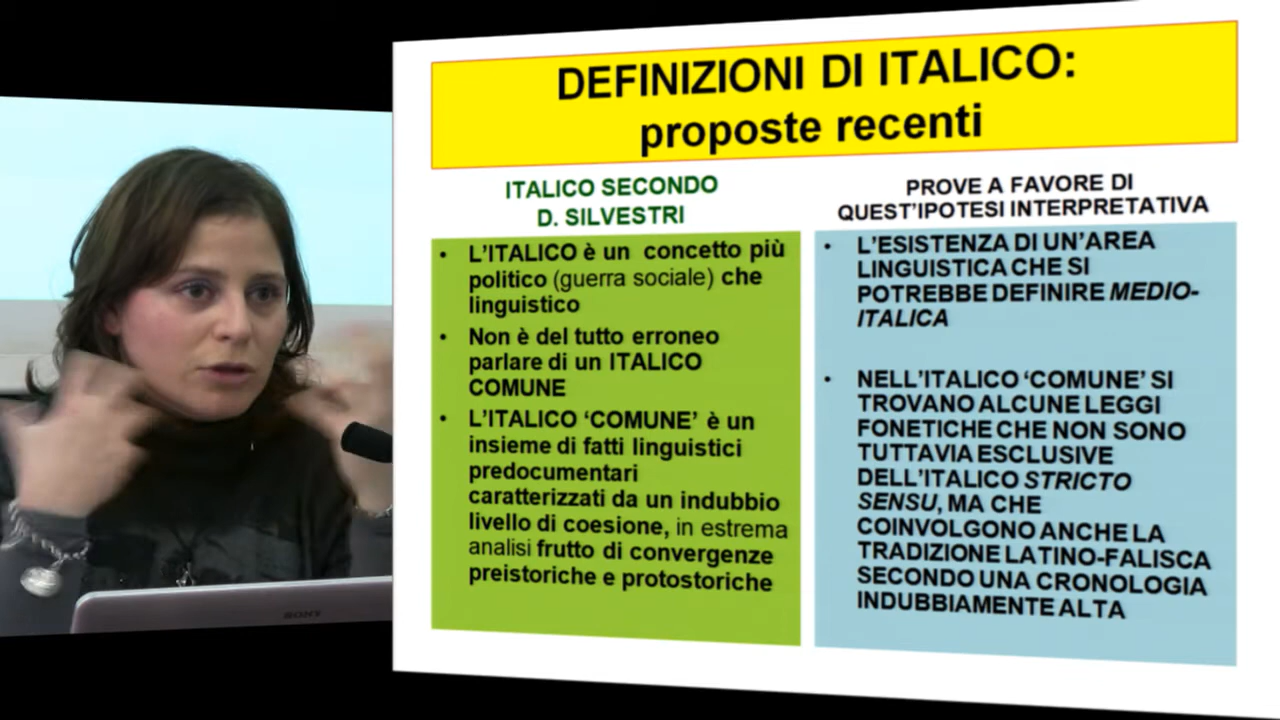 DEFINIZIONI DI ITALICO:
proposte recenti
ITALICO SECONDO
D. SILVESTRI
• L'ITALICO è un concetto più
politico (guerra sociale) che
linguistico
• Non è del tutto erroneo
parlare di un ITALICO
COMUNE
• L'ITALICO 'COMUNE' è un
insieme di fatti linguistici
predocumentari
caratterizzati da un indubbio
livello di coesione, in estrema
analisi frutto di convergenze
preistoriche e protostoriche
PROVE A FAVORE DI
QUEST'IPOTESI INTERPRETATIVA
• L'ESISTENZA DI UN'AREA
LINGUISTICA CHE SI
POTREBBE DEFINIRE MEDIO-
ITALICA
• NELL'ITALICO 'COMUNE' SI
TROVANO ALCUNE LEGGI
FONETICHE CHE NON SONO
TUTTAVIA ESCLUSIVE
DELL'ITALICO STRICTO
SENSU, MA CHE
COINVOLGONO ANCHE LA
TRADIZIONE LATINO-FALISCA
SECONDO UNA CRONOLOGIA
INDUBBIAMENTE ALTA
SONY